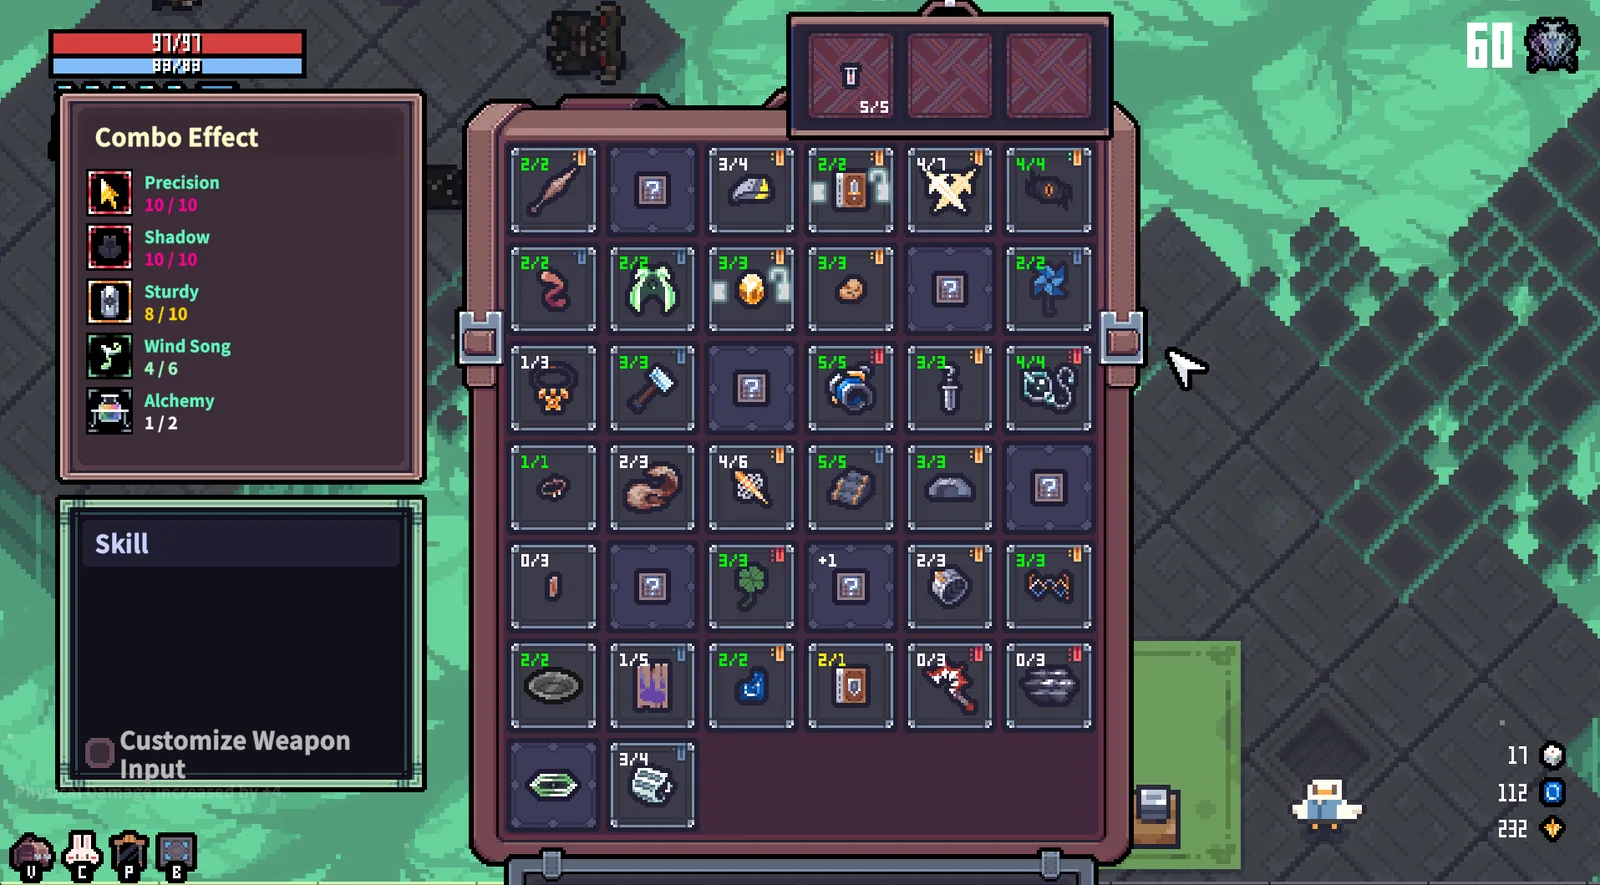 97/97
60
88/88
5/5
Combo Effect
Precision
10 / 10
Shadow
10 / 10
Sturdy
8 / 10
Wind Song
4 / 6
Alchemy
1 / 2
2/2
?
3/4
2/2
4/7
4/4
2/2
2/2
3/3
3/3
?
2/2
1/3
3/3
?
5/5
3/3
4/4
1/1
2/3
4/6
5/5
3/3
?
0/3
?
3/3
+1
?
2/3
3/3
2/2
1/5
2/2
2/1
0/3
0/3
3/4
Skill
Customize Weapon
Input
Physical Damage increased by +4.
17
112
232
V
C
P
B